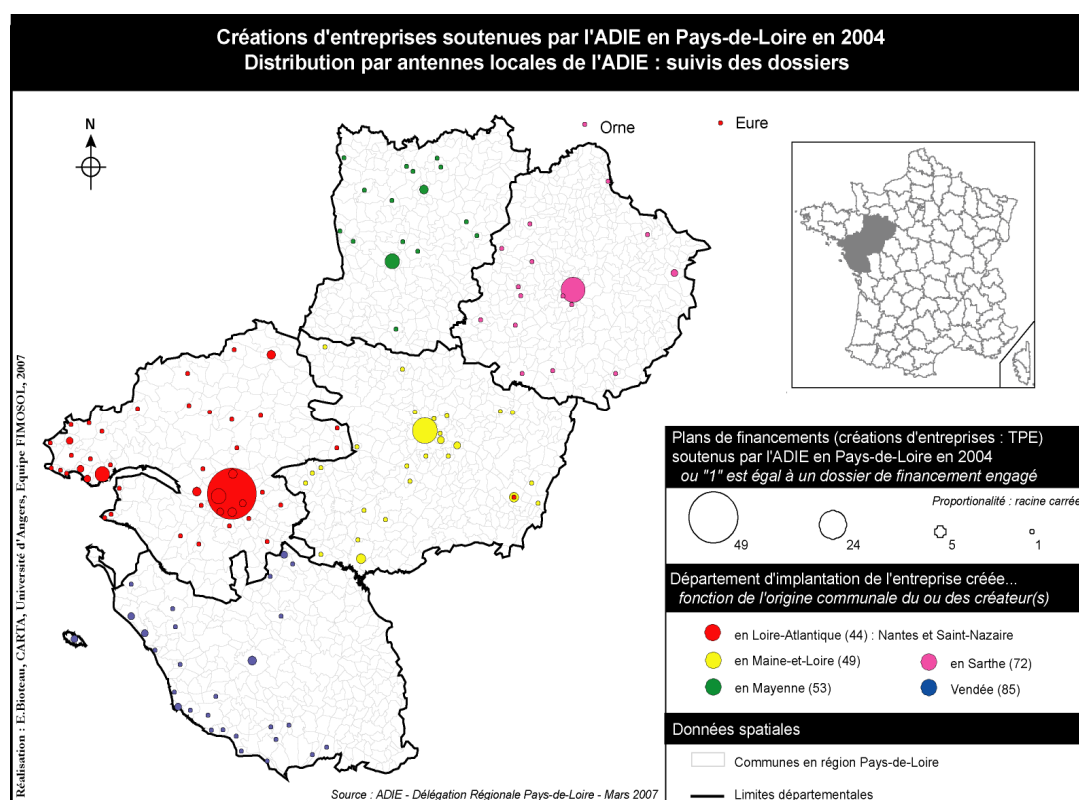 Créations d'entreprises soutenues par l'ADIE en Pays-de-Loire en 2004
Distribution par antennes locales de l'ADIE : suivis des dossiers
N
Orne
Eure
Réalisation : E.Bioteau, CARTA, Université d'Angers, Equipe FIMOSOL, 2007
Plans de financements (créations d'entreprises : TPE)
soutenus par l'ADIE en Pays-de-Loire en 2004
ou "1" est égal à un dossier de financement engagé
Proportionalité : racine carrée
49
24
5
1
Département d'implantation de l'entreprise créée...
fonction de l'origine communale du ou des créateur(s)
en Loire-Atlantique (44) : Nantes et Saint-Nazaire
en Maine-et-Loire (49)
en Sarthe (72)
en Mayenne (53)
Vendée (85)
Données spatiales
Communes en région Pays-de-Loire
Limites départementales
Source : ADIE - Délégation Régionale Pays-de-Loire - Mars 2007